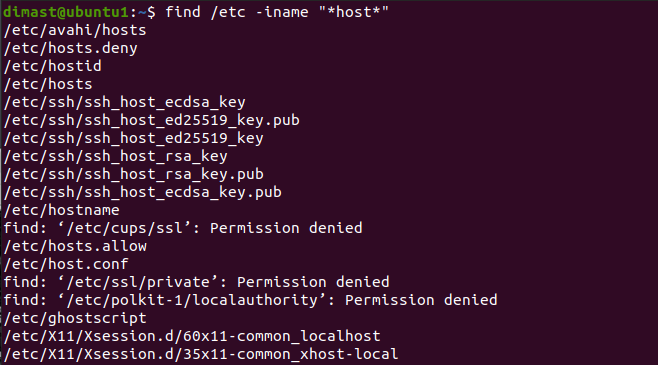 dimast@ubuntu1:~$ find /etc -iname "*host*"
/etc/avahi/hosts
/etc/hosts.deny
/etc/hostid
/etc/hosts
/etc/ssh/ssh_host_ecdsa_key
/etc/ssh/ssh_host_ed25519_key.pub
/etc/ssh/ssh_host_ed25519_key
/etc/ssh/ssh_host_rsa_key
/etc/ssh/ssh_host_rsa_key.pub
/etc/ssh/ssh_host_ecdsa_key.pub
/etc/hostname
find: ‘/etc/cups/ssl’: Permission denied
/etc/hosts.allow
/etc/host.conf
find: ‘/etc/ssl/private’: Permission denied
find: ‘/etc/polkit-1/localauthority’: Permission denied
/etc/ghostscript
/etc/X11/Xsession.d/60x11-common_localhost
/etc/X11/Xsession.d/35x11-common_xhost-local